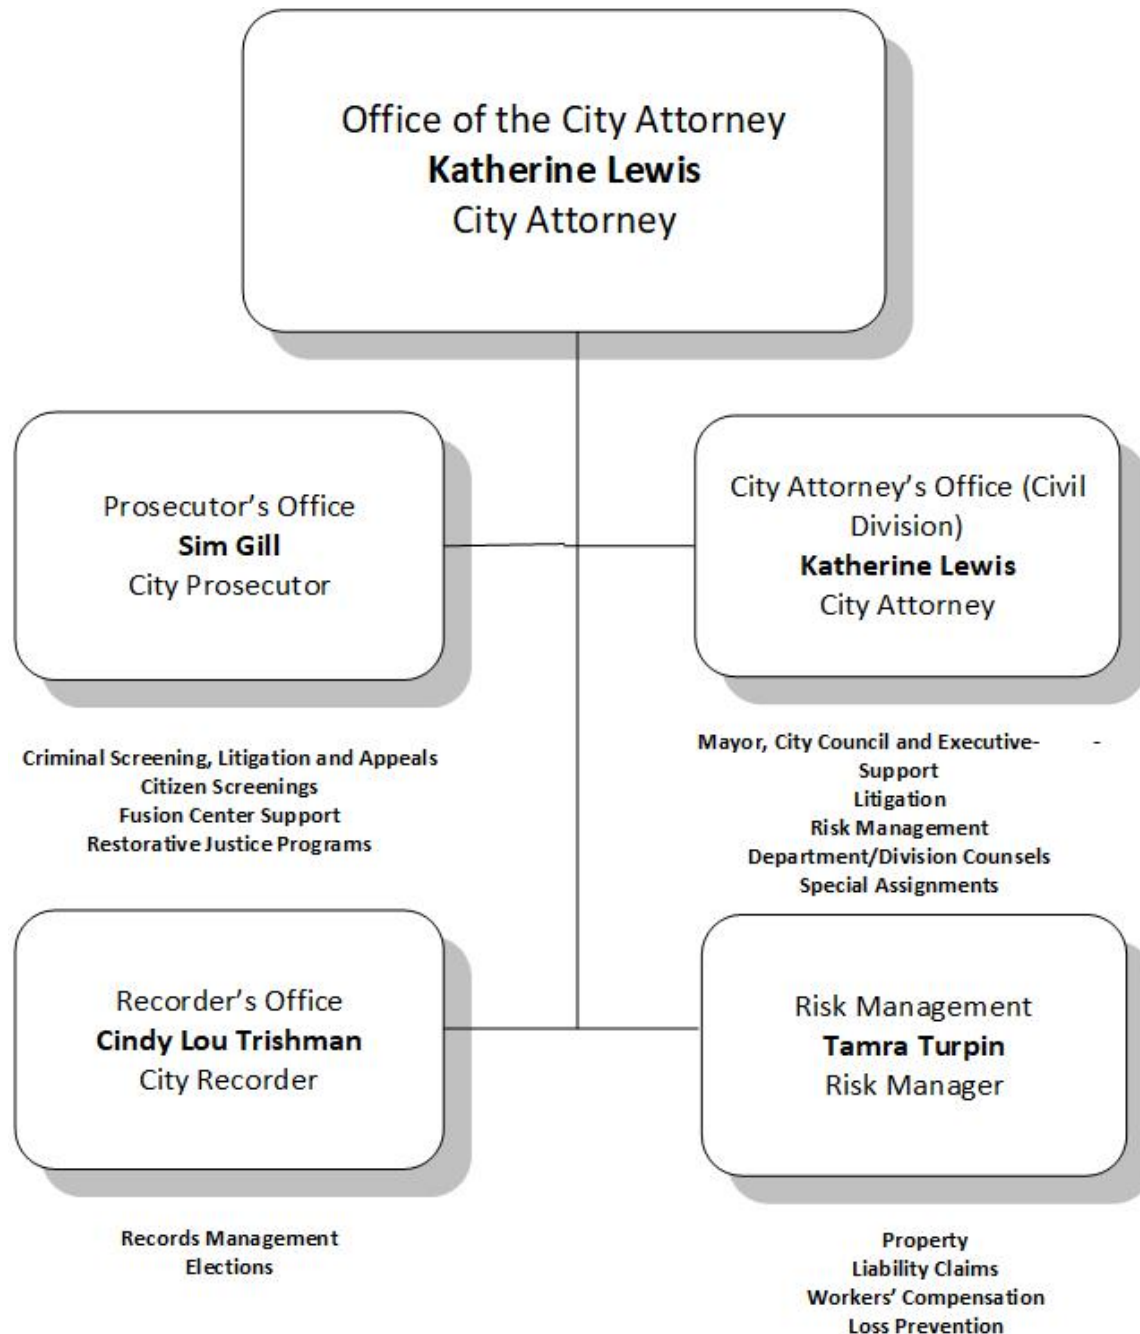 Office of the City Attorney
Katherine Lewis
City Attorney
Prosecutor's Office
Sim Gill
City Prosecutor
City Attorney's Office (Civil
Division)
Katherine Lewis
City Attorney
Criminal Screening, Litigation and Appeals
Citizen Screenings
Fusion Center Support
Restorative Justice Programs
Mayor, City Council and Executive- -
Support
Litigation
Risk Management
Department/Division Counsels
Special Assignments
Recorder's Office
Cindy Lou Trishman
City Recorder
Risk Management
Tamra Turpin
Risk Manager
Records Management
Elections
Property
Liability Claims
Workers' Compensation
Loss Prevention